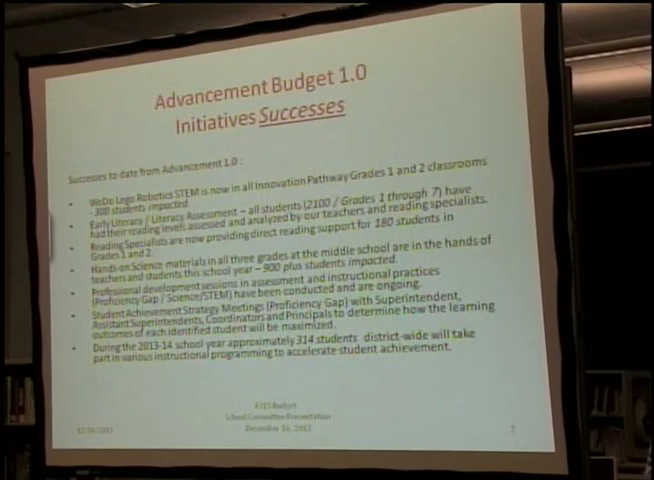 Advancement Budget 1.0
Initiatives Successes
Successes to date from Advancement 1.0 :
• WeDo Lego Robotics STEM is now in all Innovation Pathway Grades 1 and 2 classrooms
- 300 students impacted.
• Early Literacy / Literacy Assessment – all students (2100 / Grades 1 through 7) have
had their reading levels assessed and analyzed by our teachers and reading specialists.
• Reading Specialists are now providing direct reading support for 180 students in
Grades 1 and 2.
• Hands-on Science materials in all three grades at the middle school are in the hands of
teachers and students this school year – 900 plus students impacted.
• Professional development sessions in assessment and instructional practices
(Proficiency Gap / Science/STEM) have been conducted and are ongoing.
• Student Achievement Strategy Meetings (Proficiency Gap) with Superintendent,
Assistant Superintendents, Coordinators and Principals to determine how the learning
outcomes of each identified student will be maximized.
• During the 2013-14 school year approximately 314 students district-wide will take
part in various instructional programming to accelerate student achievement.
FY15 Budget
School Committee Presentation
December 16, 2013
7